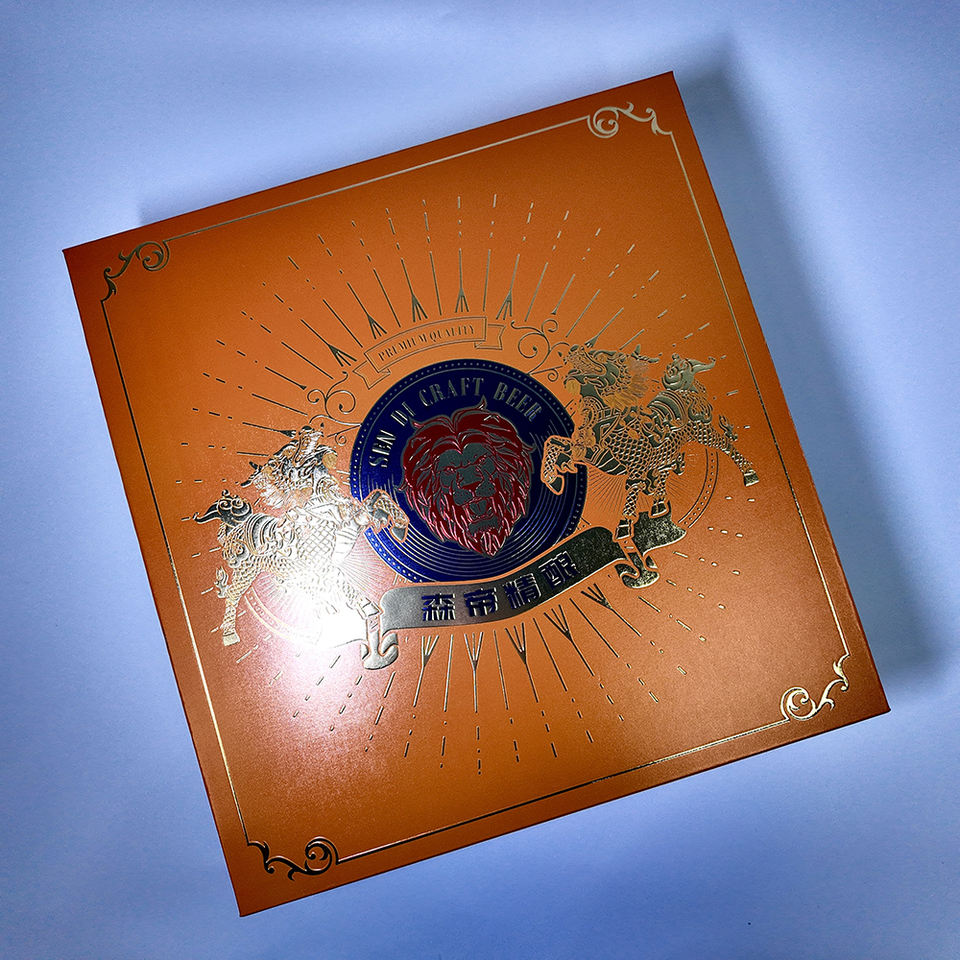 PREMIUM QUALITY
SEN DI CRAFT BEER
森帝精酿